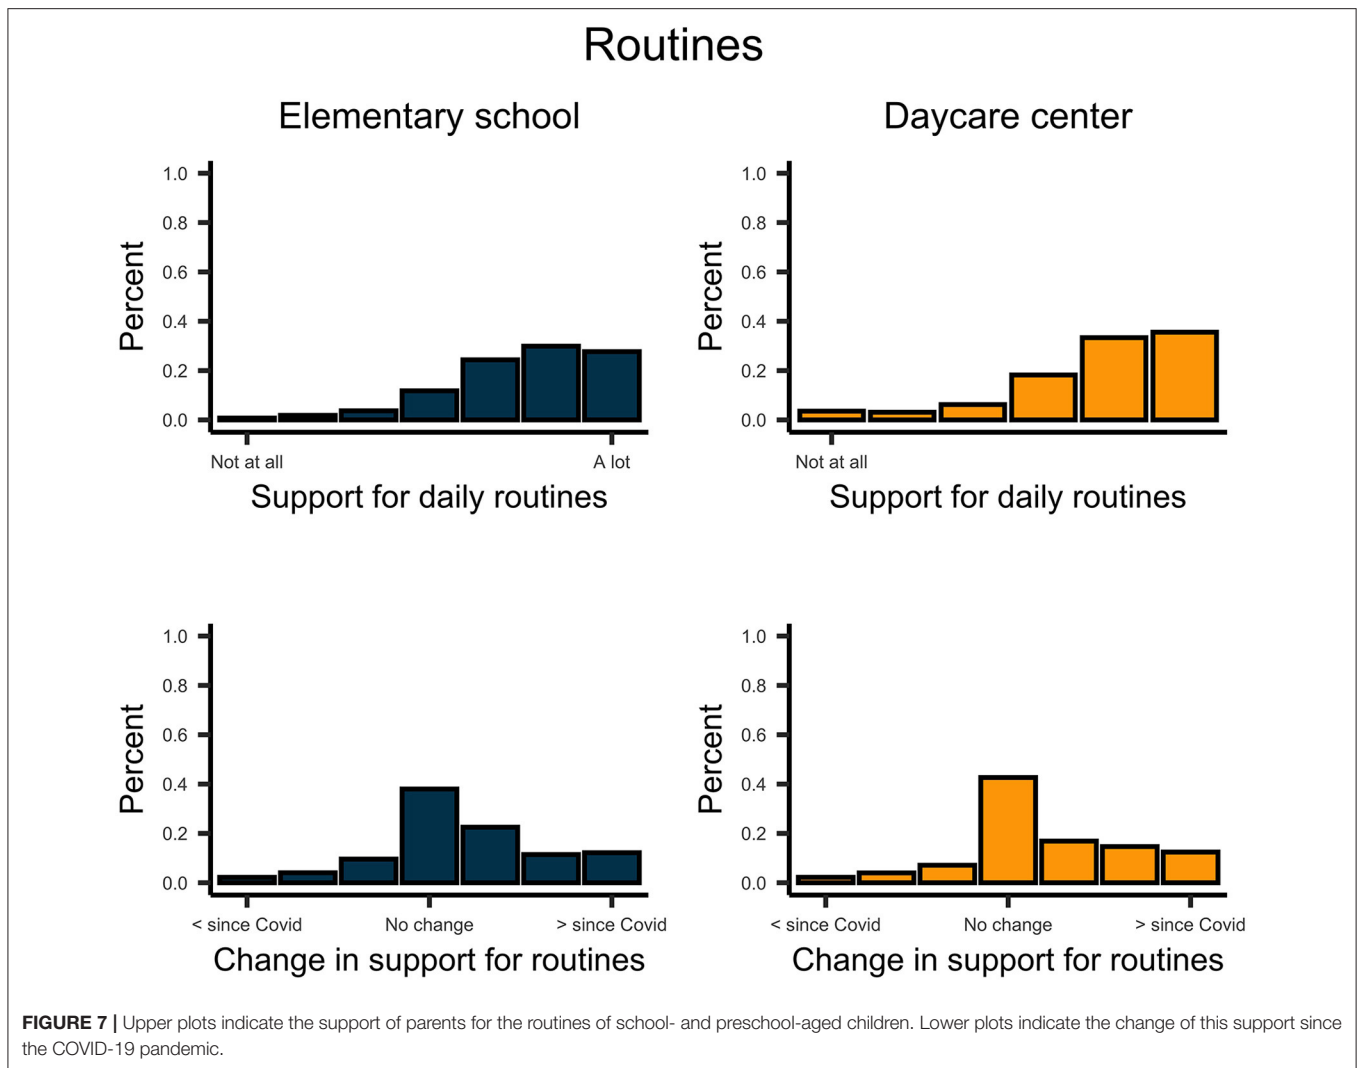 Routines
Elementary school
Daycare center
1.0
0.8
0.6
0.4
0.2
0.0
Percent
Not at all
A lot
Support for daily routines
1.0
0.8
0.6
0.4
0.2
0.0
Percent
Not at all
Support for daily routines
1.0
0.8
0.6
0.4
0.2
0.0
Percent
< since Covid
No change
> since Covid
Change in support for routines
1.0
0.8
0.6
0.4
0.2
0.0
Percent
< since Covid
No change
> since Covid
Change in support for routines
FIGURE 7 | Upper plots indicate the support of parents for the routines of school- and preschool-aged children. Lower plots indicate the change of this support since
the COVID-19 pandemic.